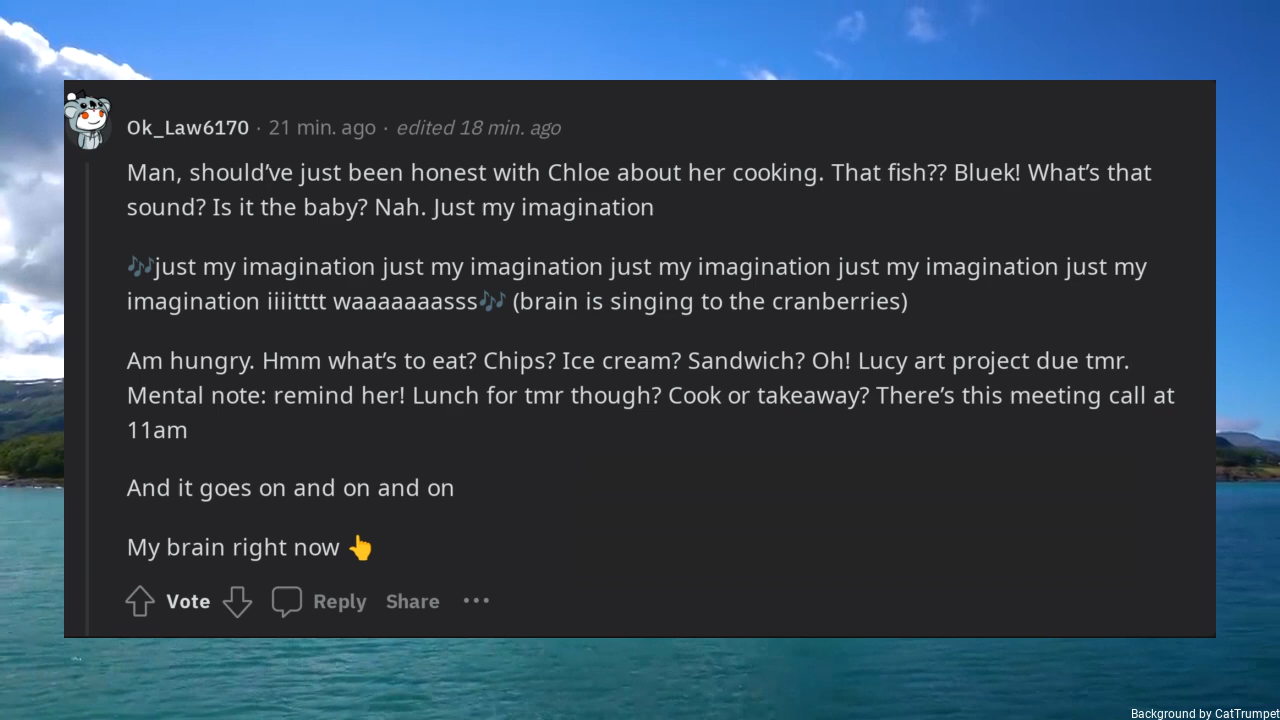 Ok_Law6170 · 21 min. ago · edited 18 min. ago
Man, should’ve just been honest with Chloe about her cooking. That fish?? Bluek! What’s that
sound? Is it the baby? Nah. Just my imagination
🎶just my imagination just my imagination just my imagination just my imagination just my
imagination iiiitttt waaaaaaasss🎶 (brain is singing to the cranberries)
Am hungry. Hmm what’s to eat? Chips? Ice cream? Sandwich? Oh! Lucy art project due tmr.
Mental note: remind her! Lunch for tmr though? Cook or takeaway? There’s this meeting call at
11am
And it goes on and on and on
My brain right now 👆
Vote Reply Share ···
Background by CatTrumpet